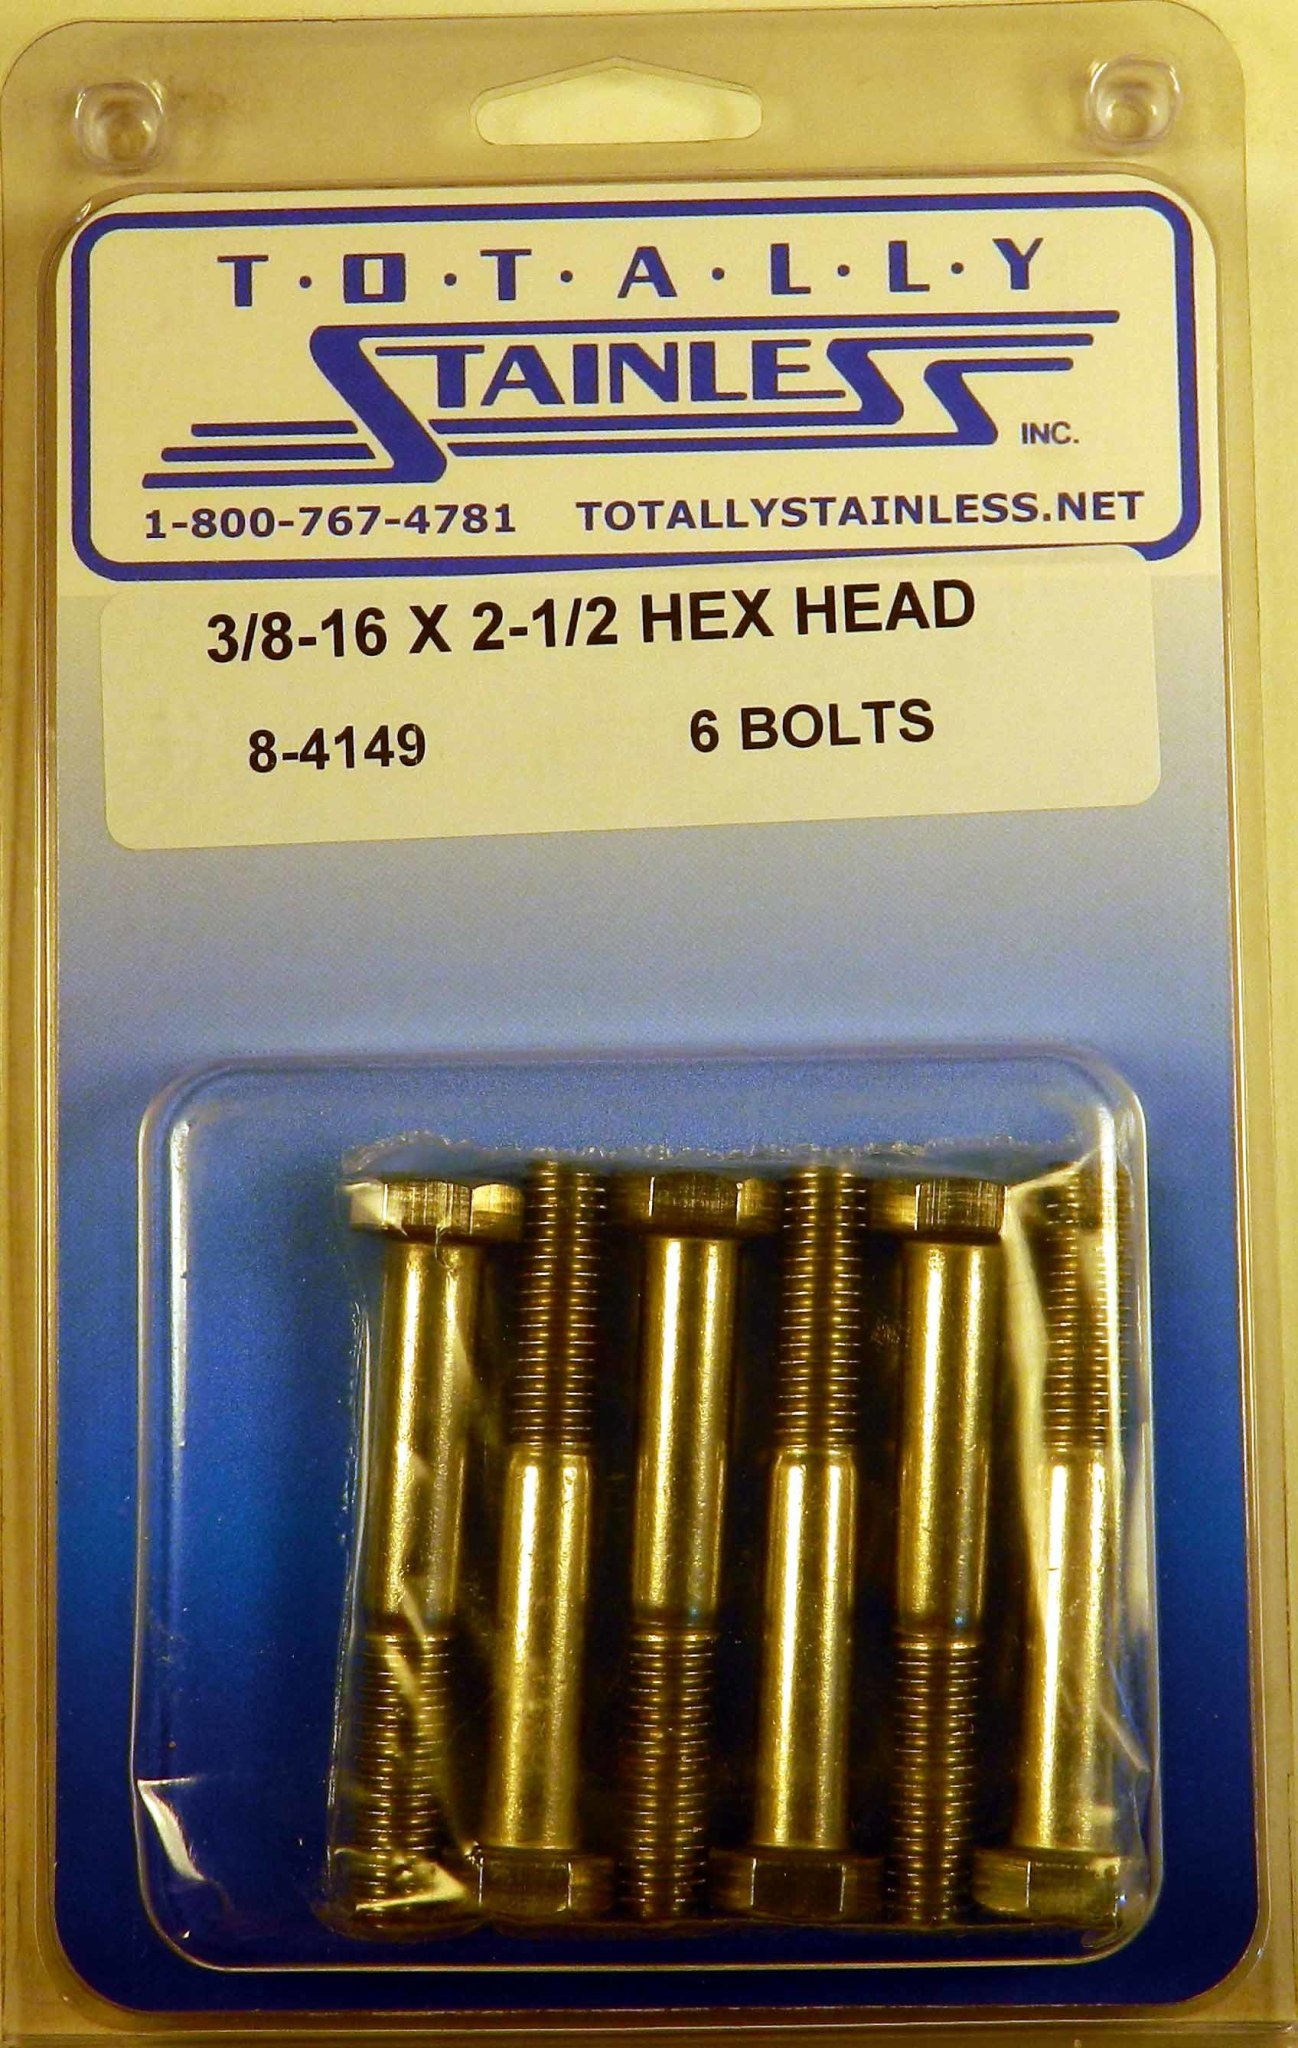 T·O·T·A·L·L·Y
STAINLESS
INC.
1-800-767-4781 TOTALLYSTAINLESS.NET
3/8-16 X 2-1/2 HEX HEAD
8-4149 6 BOLTS